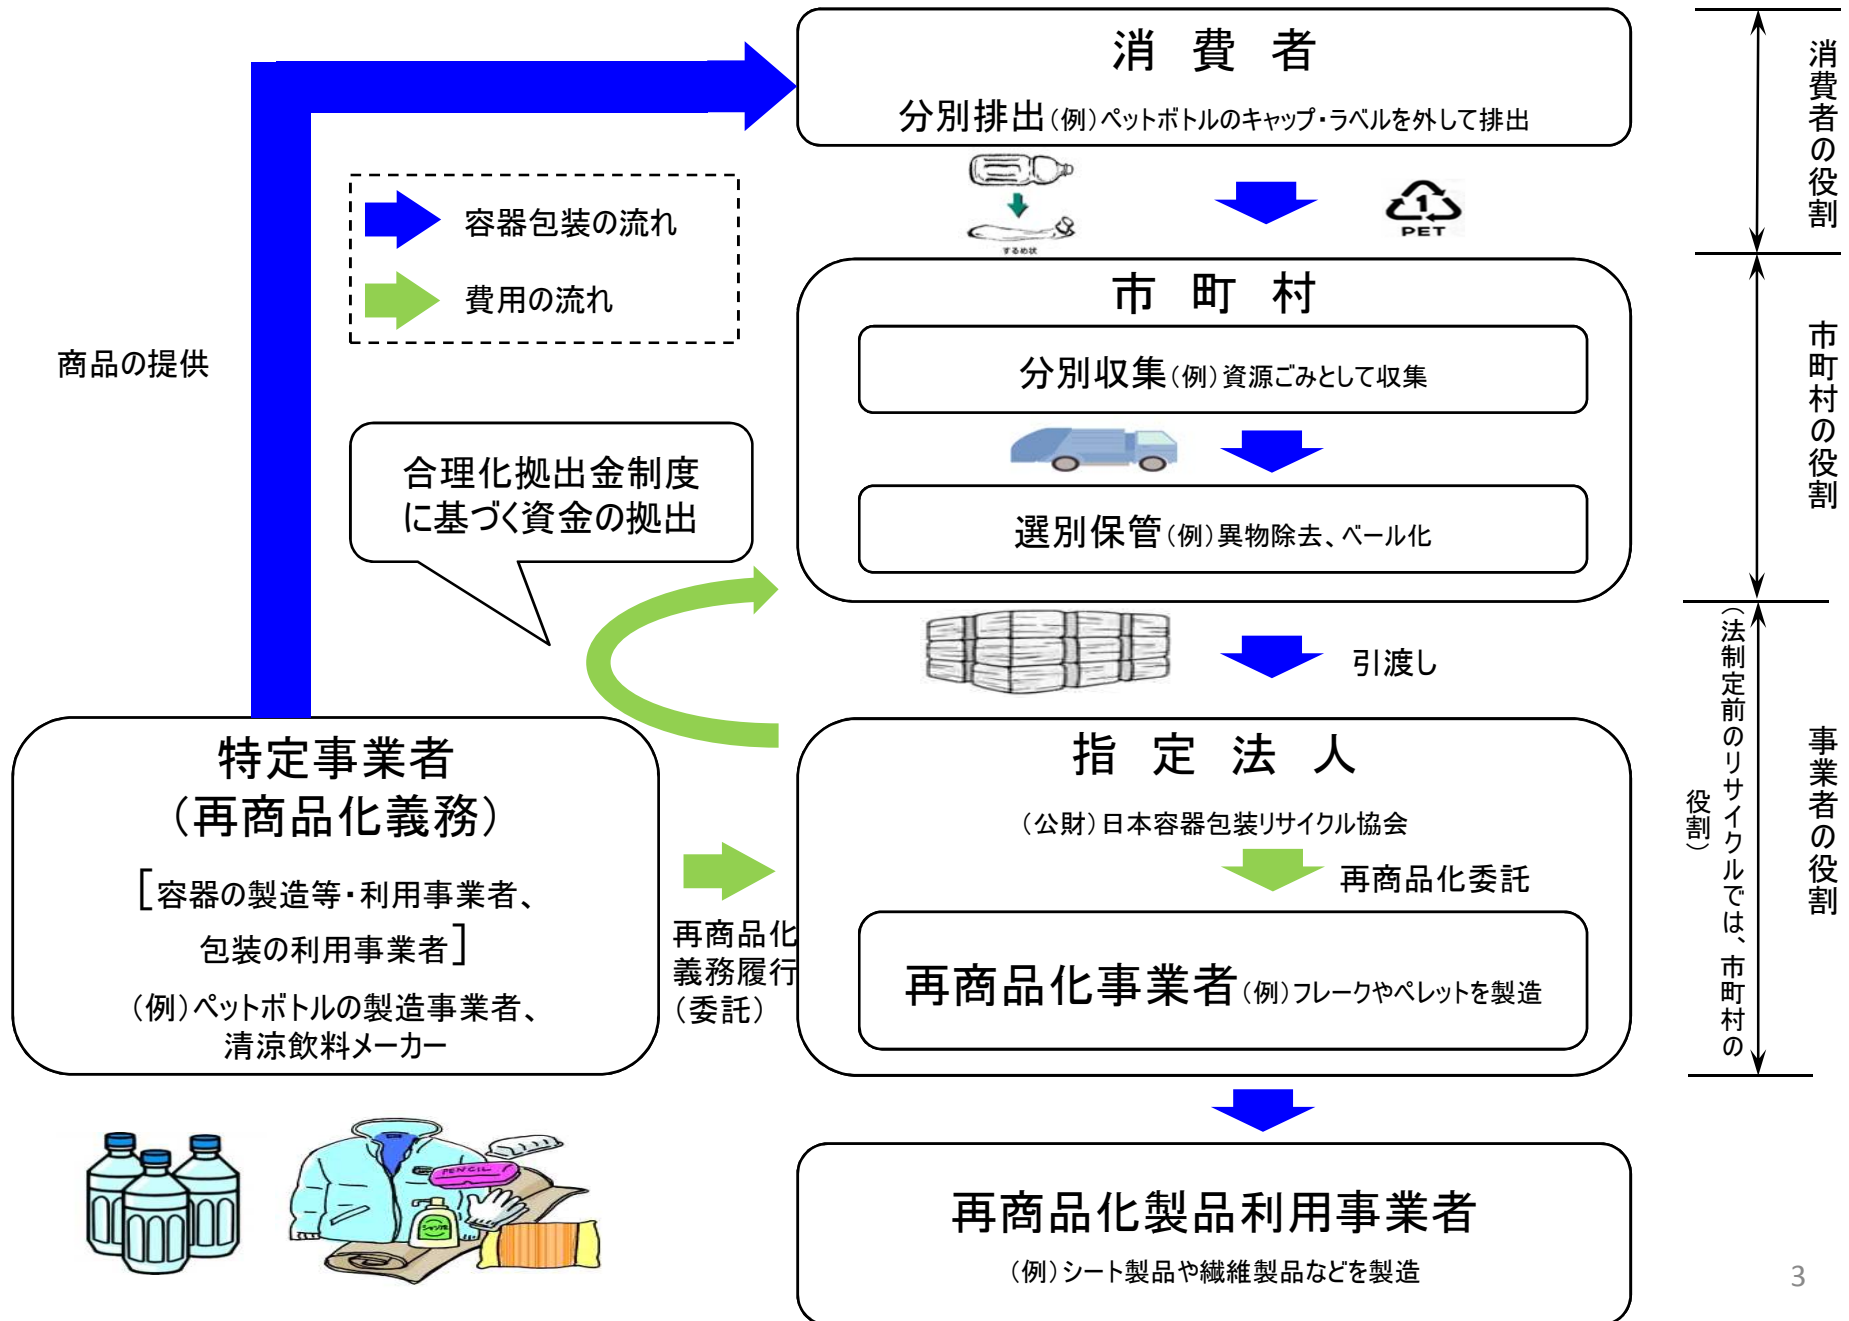 消費者
分別排出(例)ペットボトルのキャップ・ラベルを外して排出
するめ状
1
PET
容器包装の流れ
費用の流れ
商品の提供
市町村
分別収集(例)資源ごみとして収集
選別保管(例)異物除去、ベール化
合理化拠出金制度
に基づく資金の拠出
引渡し
特定事業者
(再商品化義務)
[容器の製造等・利用事業者、
包装の利用事業者]
(例)ペットボトルの製造事業者、
清涼飲料メーカー
再商品化
義務履行
(委託)
指定法人
(公財)日本容器包装リサイクル協会
再商品化委託
再商品化事業者(例)フレークやペレットを製造
再商品化製品利用事業者
(例)シート製品や繊維製品などを製造
消費者の役割
市町村の役割
事業者の役割
(法制定前のリサイクルでは、市町村の
役割)
PENCIL
シャンプー
3